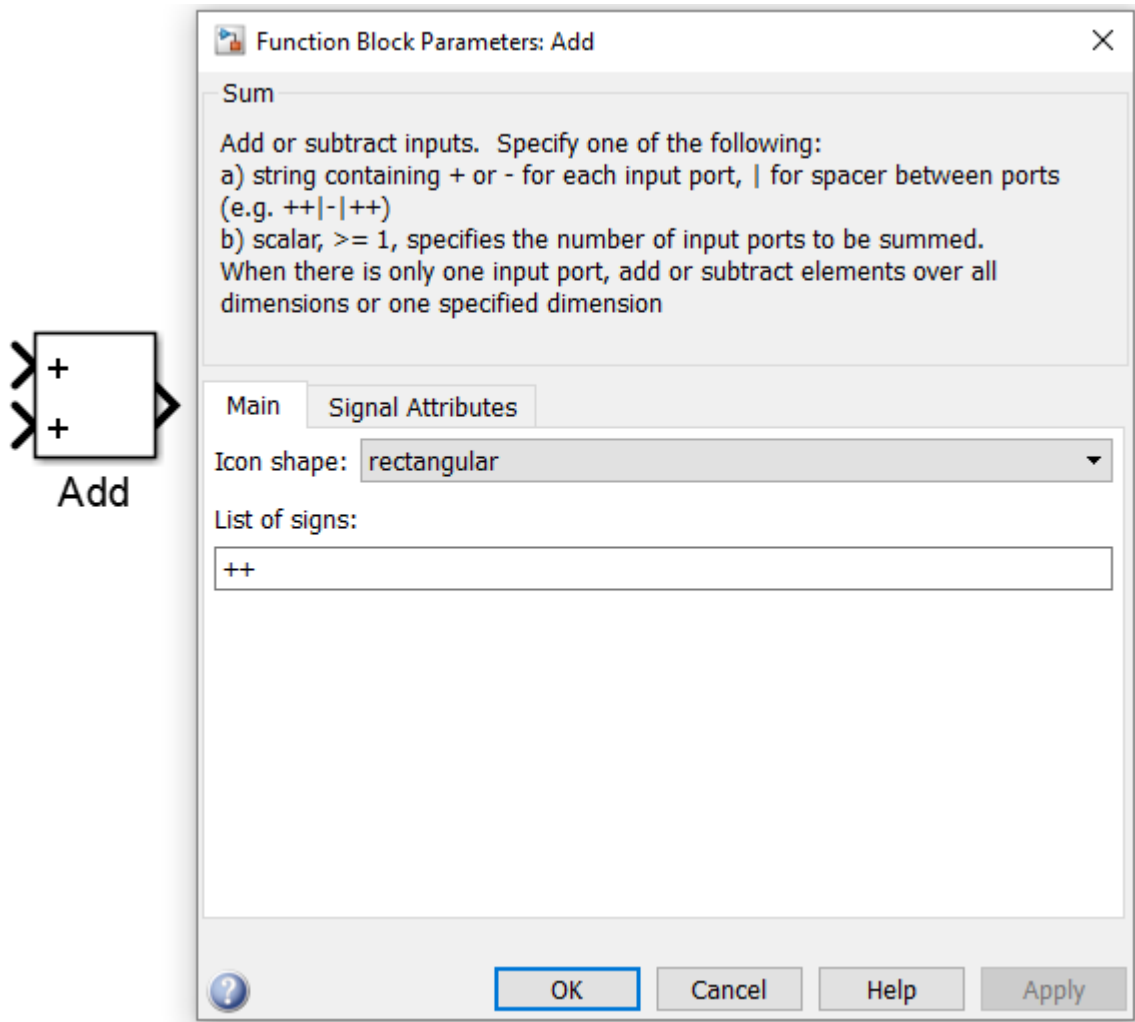 Function Block Parameters: Add
Sum
Add or subtract inputs.  Specify one of the following:
a) string containing + or - for each input port, | for spacer between ports
(e.g. ++|-|++)
b) scalar, >= 1, specifies the number of input ports to be summed.
When there is only one input port, add or subtract elements over all
dimensions or one specified dimension
+
+
Add
Main
Signal Attributes
Icon shape: rectangular
List of signs:
++
?
OK
Cancel
Help
Apply